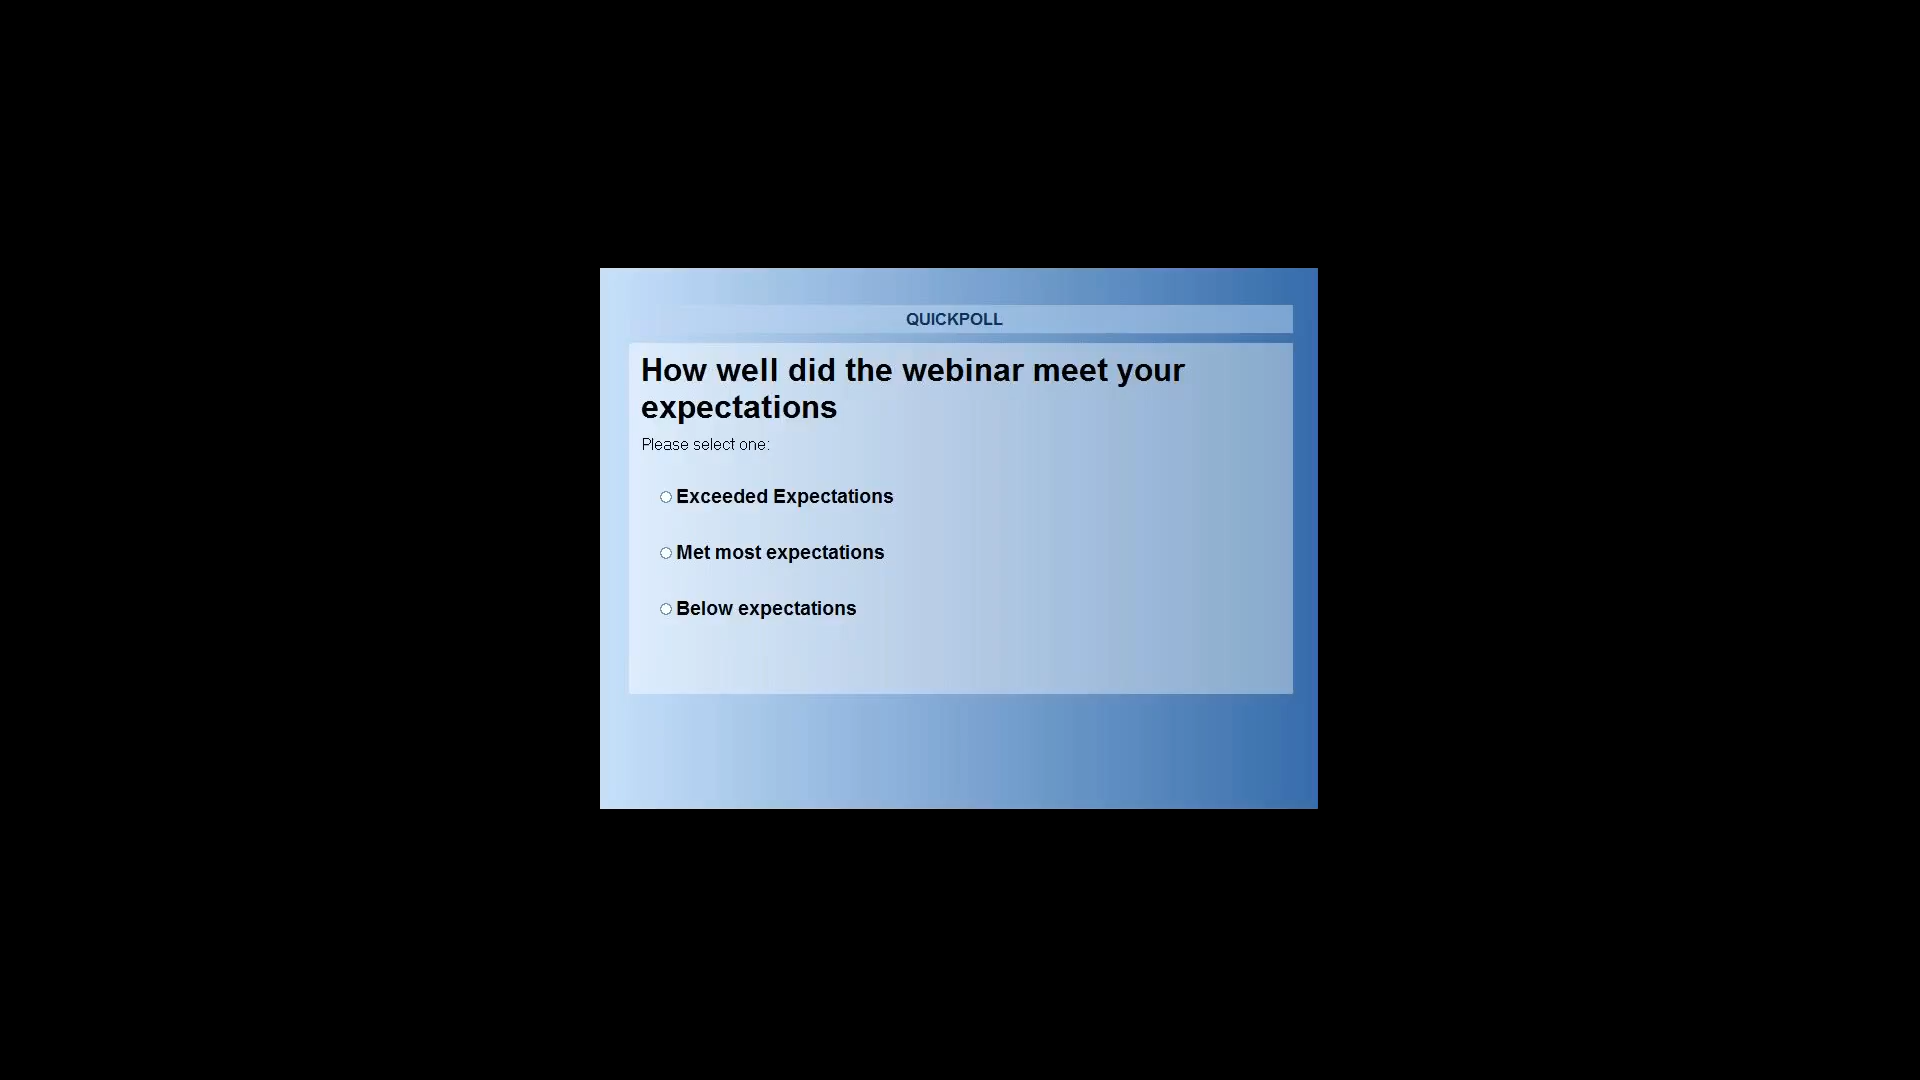 QUICKPOLL
How well did the webinar meet your
expectations
Please select one:
Exceeded Expectations
Met most expectations
Below expectations